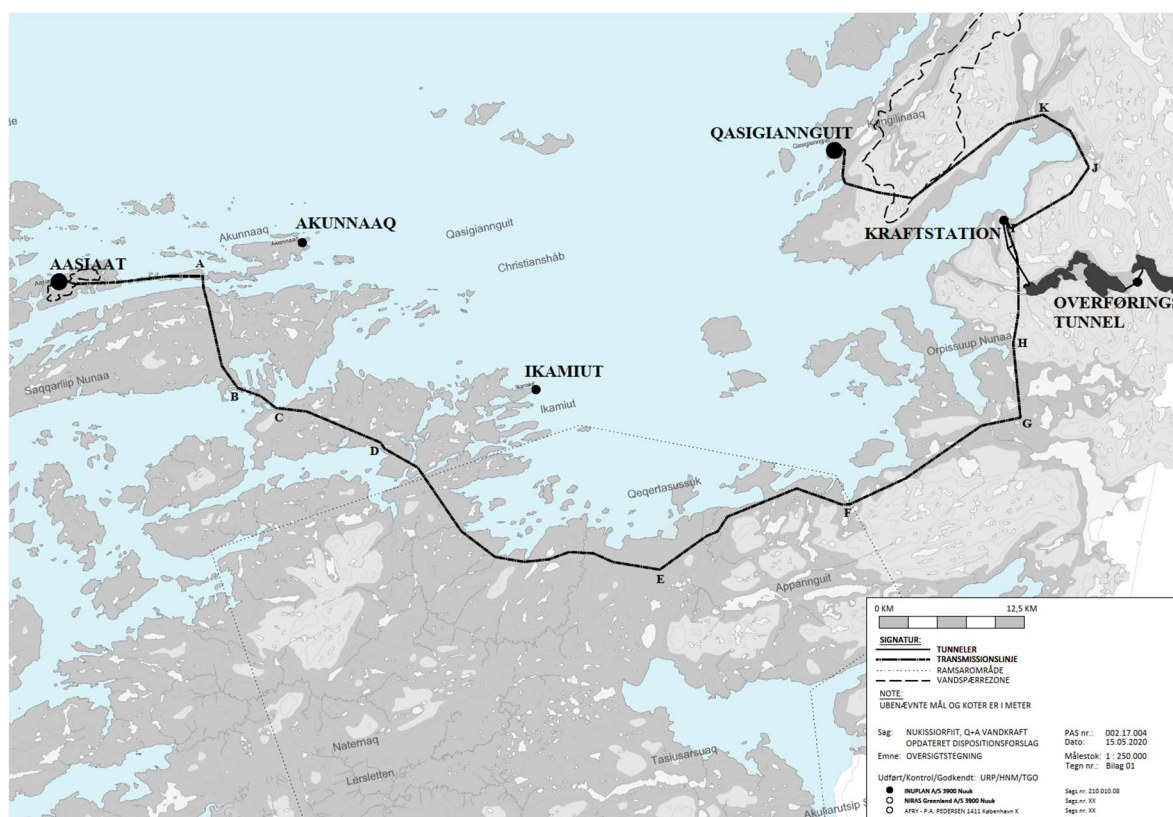 QASIGIANNGUIT
Qasigiannguit
Kangilinaaq
K
J
KRAFTSTATION
I
OVERFØRINGS
TUNNEL
AKUNNAAQ
Akunnaaq
Akunnaaq
Qasigiannguit
Christianshåb
AASIAAT
A
Saqqarliip Nunaa
IKAMIUT
Ikamiut
Ikamiut
Orpissuup Nunaa
H
B
C
D
G
Qeqertasussuk
F
E
Appannguit
Naternaq
Lersletten
Tasiusarsuaq
Akuliarutsip S
0 KM 12,5 KM
SIGNATUR:
TUNNELER
TRANSMISSIONSLINJE
RAMSAROMRÅDE
VANDSPÆRREZONE
NOTE:
UBENÆVNTE MÅL OG KOTER ER I METER
Sag: NUKISSIORFIIT, Q+A VANDKRAFT PAS nr.: 002.17.004
OPDATERET DISPOSITIONSFORSLAG Dato: 15.05.2020
Emne: OVERSIGTSTEGNING Målestok: 1 : 250.000
Tegn nr.: Bilag 01
Udført/Kontrol/Godkendt: URP/HNM/TGO
INUPLAN A/S 3900 Nuuk Sags.nr. 210.010.08
NIRAS Greenland A/S 3900 Nuuk Sags.nr. XX
AFRY - P.A. PEDERSEN 1411 København K Sags.nr. XX